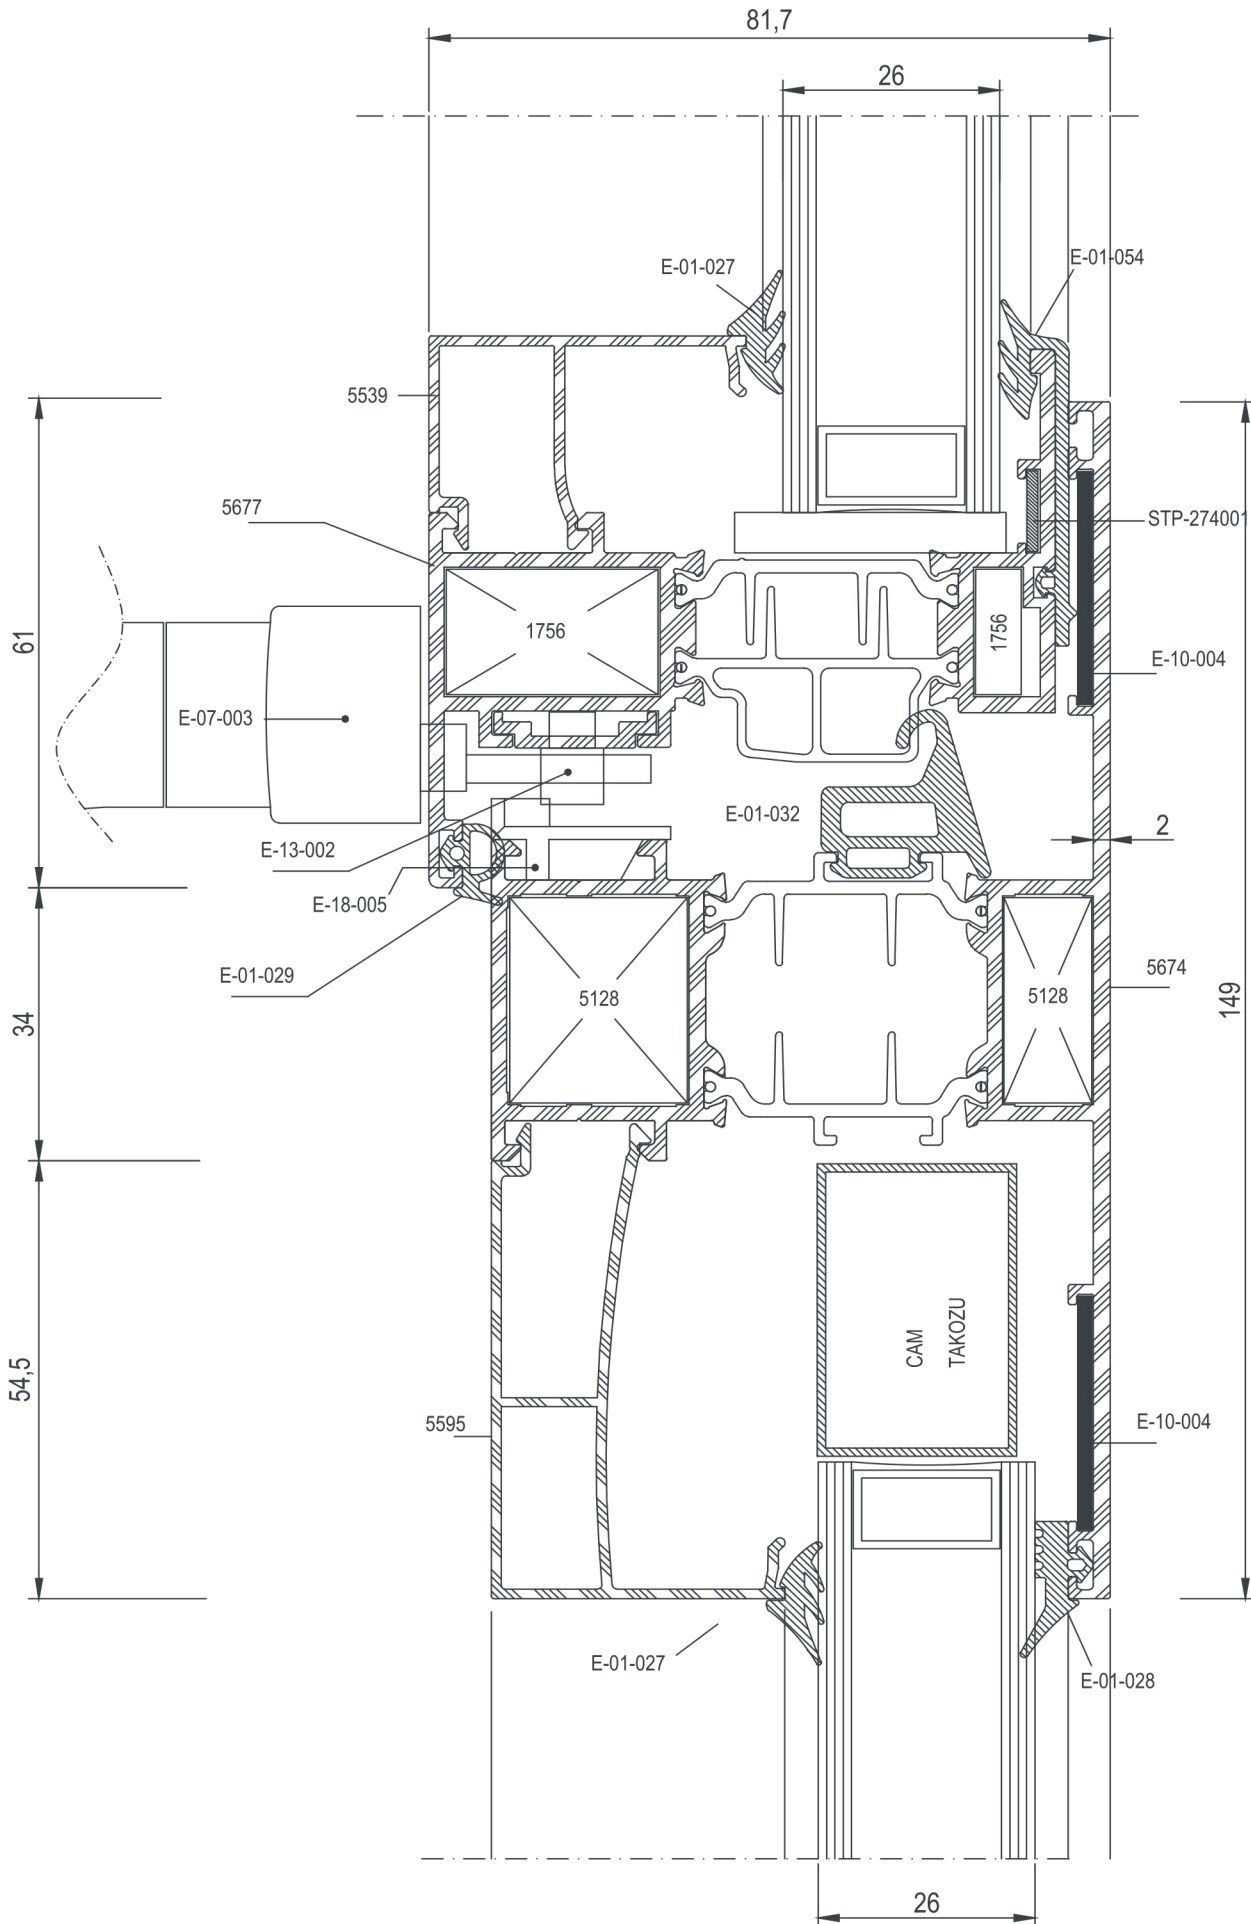 81,7
26
E-01-027
E-01-054
5539
5677
STP-274001
1756
1756
61
E-10-004
E-07-003
E-01-032
2
E-13-002
E-18-005
E-01-029
5674
5128
5128
149
34
CAM
TAKOZU
54,5
5595
E-10-004
E-01-027
E-01-028
26